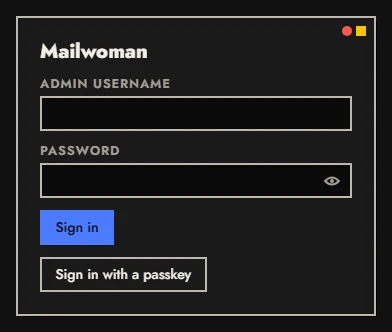 Mailwoman
ADMIN USERNAME
PASSWORD
Sign in
Sign in with a passkey